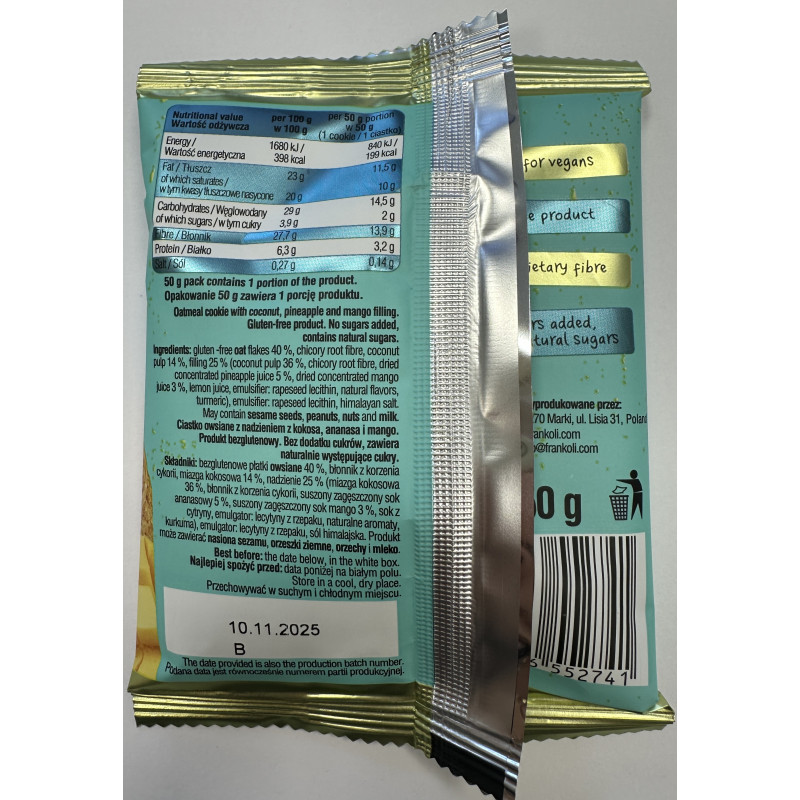 Nutritional value per 100 g per 50 g portion
Wartość odżywcza w 100 g w 50 g
(1 cookie / 1 ciastko)
Energy / 1680 kJ / 840 kJ /
Wartość energetyczna 398 kcal 199 kcal
Fat / Tłuszcz 23 g 11,5 g
of which saturates /
w tym kwasy tłuszczowe nasycone 20 g 10 g
Carbohydrates / Węglowodany 29 g 14,5 g
of which sugars / w tym cukry 3,9 g 2 g
Fibre / Błonnik 27,7 g 13,9 g
Protein / Białko 6,3 g 3,2 g
Salt / Sól 0,27 g 0,14 g
50 g pack contains 1 portion of the product.
Opakowanie 50 g zawiera 1 porcję produktu.
Oatmeal cookie with coconut, pineapple and mango filling.
Gluten-free product. No sugars added,
contains natural sugars.
Ingredients: gluten -free oat flakes 40 %, chicory root fibre, coconut
pulp 14 %, filling 25 % (coconut pulp 36 %, chicory root fibre, dried
concentrated pineapple juice 5 %, dried concentrated mango
juice 3 %, lemon juice, emulsifier: rapeseed lecithin, natural flavors,
turmeric), emulsifier: rapeseed lecithin, himalayan salt.
May contain sesame seeds, peanuts, nuts and milk.
Ciastko owsiane z nadzieniem z kokosa, ananasa i mango.
Produkt bezglutenowy. Bez dodatku cukrów, zawiera
naturalnie występujące cukry.
Składniki: bezglutenowe płatki owsiane 40 %, błonnik z korzenia
cykorii, miazga kokosowa 14 %, nadzienie 25 % (miazga kokosowa
36 %, błonnik z korzenia cykorii, suszony zagęszczony sok
ananasowy 5 %, suszony zagęszczony sok mango 3 %, sok z
cytryny, emulgator: lecytyny z rzepaku, naturalne aromaty,
kurkuma), emulgator: lecytyny z rzepaku, sól himalajska. Produkt
może zawierać nasiona sezamu, orzeszki ziemne, orzechy i mleko.
Best before: the date below, in the white box.
Najlepiej spożyć przed: data poniżej na białym polu.
Store in a cool, dry place.
Przechowywać w suchym i chłodnym miejscu.
10.11.2025
B
The date provided is also the production batch number.
Podana data jest równocześnie numerem partii produkcyjnej.
for vegans
product
dietary fibre
added,
natural sugars
wyprodukowane przez:
270 Marki, ul. Lisia 31, Poland
frankoli.com
@frankoli.com
50 g
552741